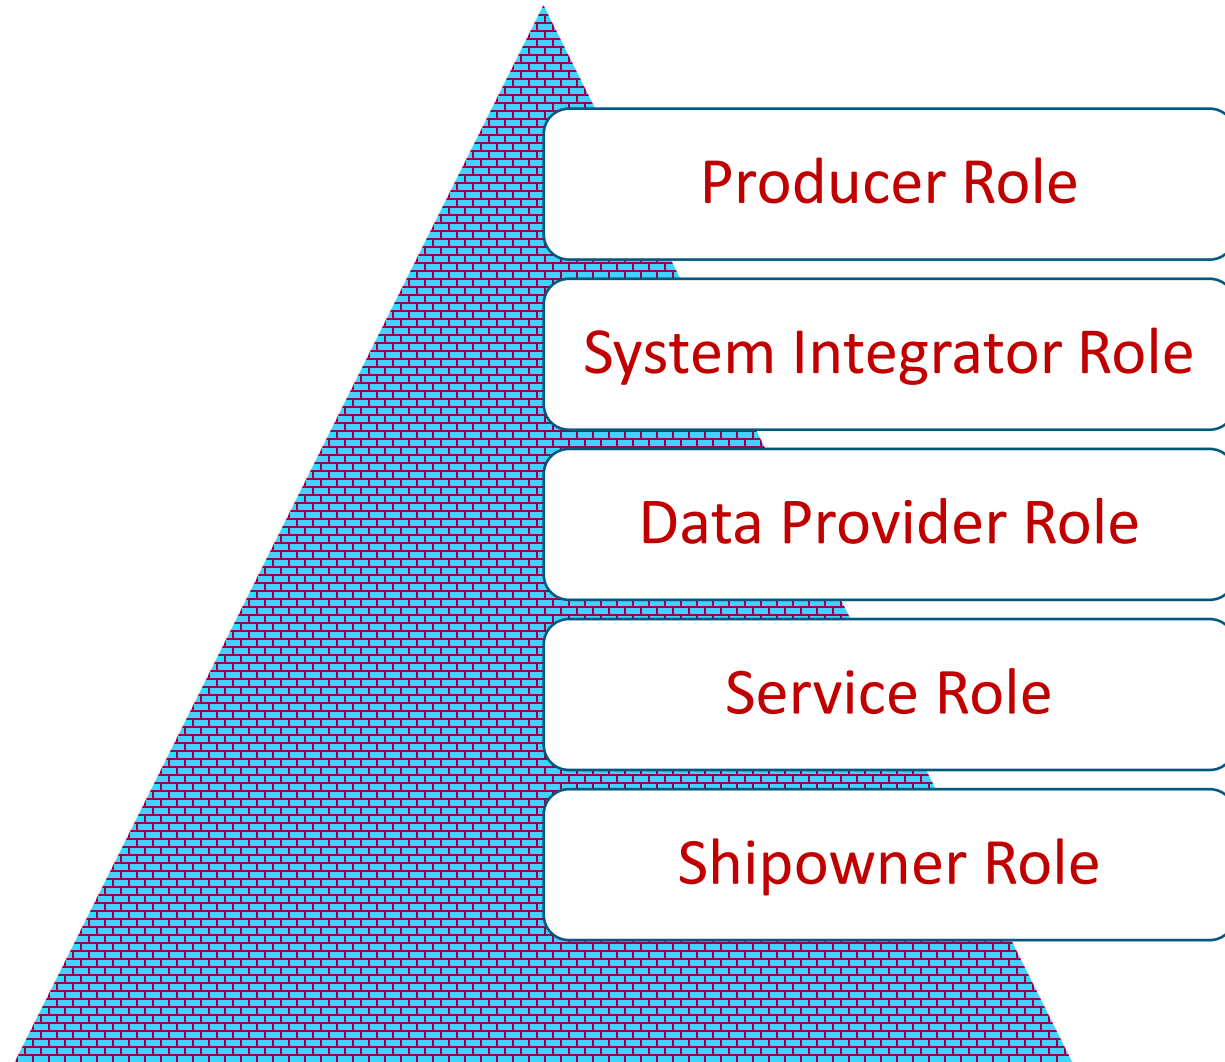 Producer Role
System Integrator Role
Data Provider Role
Service Role
Shipowner Role